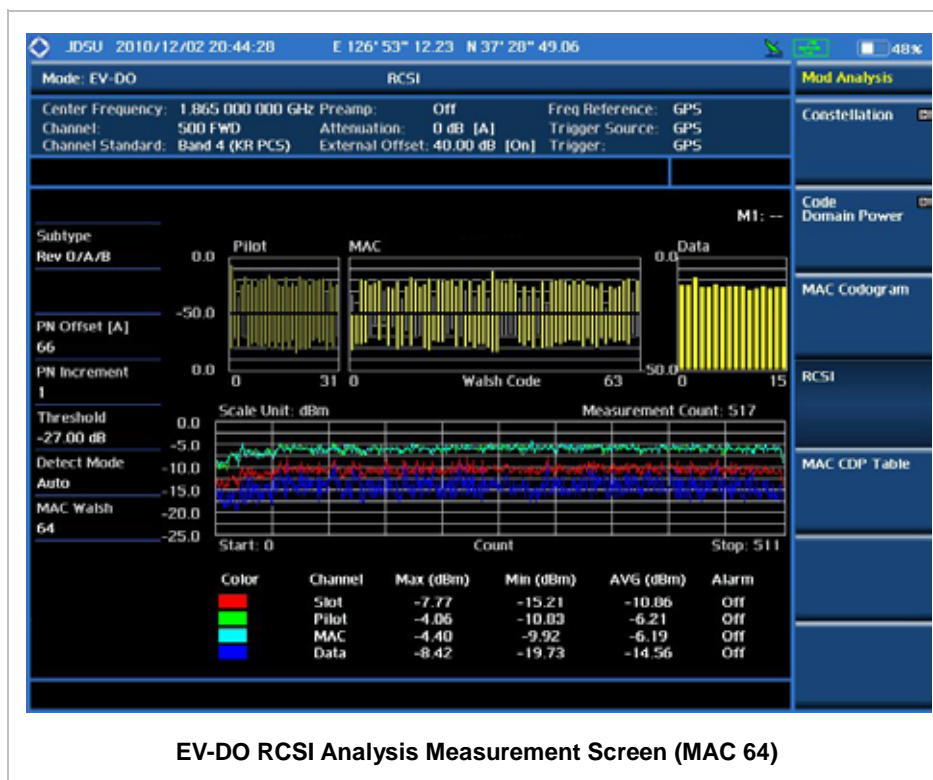 JDSU 2010/12/02 20:44:28 E 126° 53" 12.23 N 37° 28" 49.06 48%
Mode: EV-DO RCSI Mod Analysis
Center Frequency: 1.865 000 000 GHz Preamp: Off Freq Reference: GPS
Channel: 500 FWD Attenuation: 0 dB [A] Trigger Source: GPS
Channel Standard: Band 4 (KR PCS) External Offset: 40.00 dB [On] Trigger: GPS
Constellation
Code
Domain Power
MAC Codogram
RCSI
MAC CDP Table
M1: --
Subtype
Rev 0/A/B
PN Offset [A]
66
PN Increment
1
Threshold
-27.00 dB
Detect Mode
Auto
MAC Walsh
64
Pilot MAC Data
0.0 0.0
-50.0
0.0 -50.0
0 31 0 Walsh Code 63 0 15
Scale Unit: dBm Measurement Count: 517
0.0
-5.0
-10.0
-15.0
-20.0
-25.0
Start: 0 Count Stop: 511
Color Channel Max (dBm) Min (dBm) AVG (dBm) Alarm
Slot -7.77 -15.21 -10.86 Off
Pilot -4.06 -10.83 -6.21 Off
MAC -4.40 -9.92 -6.19 Off
Data -8.42 -19.73 -14.56 Off
EV-DO RCSI Analysis Measurement Screen (MAC 64)